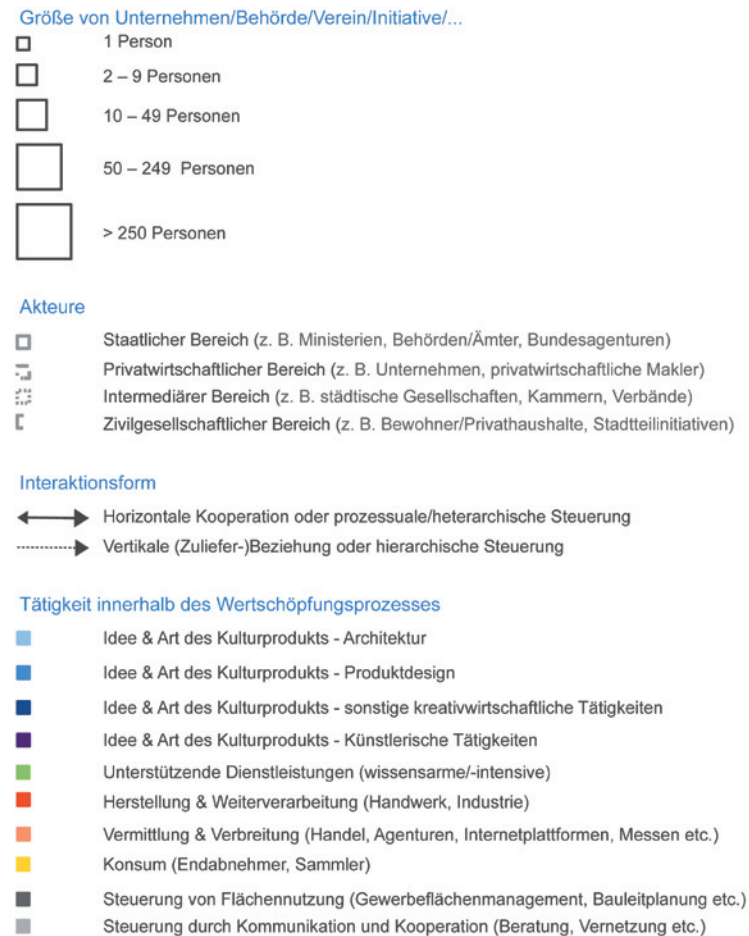 Größe von Unternehmen/Behörde/Verein/Initiative/...
1 Person
2 – 9 Personen
10 – 49 Personen
50 – 249 Personen
> 250 Personen
Akteure
Staatlicher Bereich (z. B. Ministerien, Behörden/Ämter, Bundesagenturen)
Privatwirtschaftlicher Bereich (z. B. Unternehmen, privatwirtschaftliche Makler)
Intermediärer Bereich (z. B. städtische Gesellschaften, Kammern, Verbände)
Zivilgesellschaftlicher Bereich (z. B. Bewohner/Privathaushalte, Stadtteilinitiativen)
Interaktionsform
Horizontale Kooperation oder prozessuale/heterarchische Steuerung
Vertikale (Zuliefer-)Beziehung oder hierarchische Steuerung
Tätigkeit innerhalb des Wertschöpfungsprozesses
Idee & Art des Kulturprodukts - Architektur
Idee & Art des Kulturprodukts - Produktdesign
Idee & Art des Kulturprodukts - sonstige kreativwirtschaftliche Tätigkeiten
Idee & Art des Kulturprodukts - Künstlerische Tätigkeiten
Unterstützende Dienstleistungen (wissensarme/-intensive)
Herstellung & Weiterverarbeitung (Handwerk, Industrie)
Vermittlung & Verbreitung (Handel, Agenturen, Internetplattformen, Messen etc.)
Konsum (Endabnehmer, Sammler)
Steuerung von Flächennutzung (Gewerbeflächenmanagement, Bauleitplanung etc.)
Steuerung durch Kommunikation und Kooperation (Beratung, Vernetzung etc.)